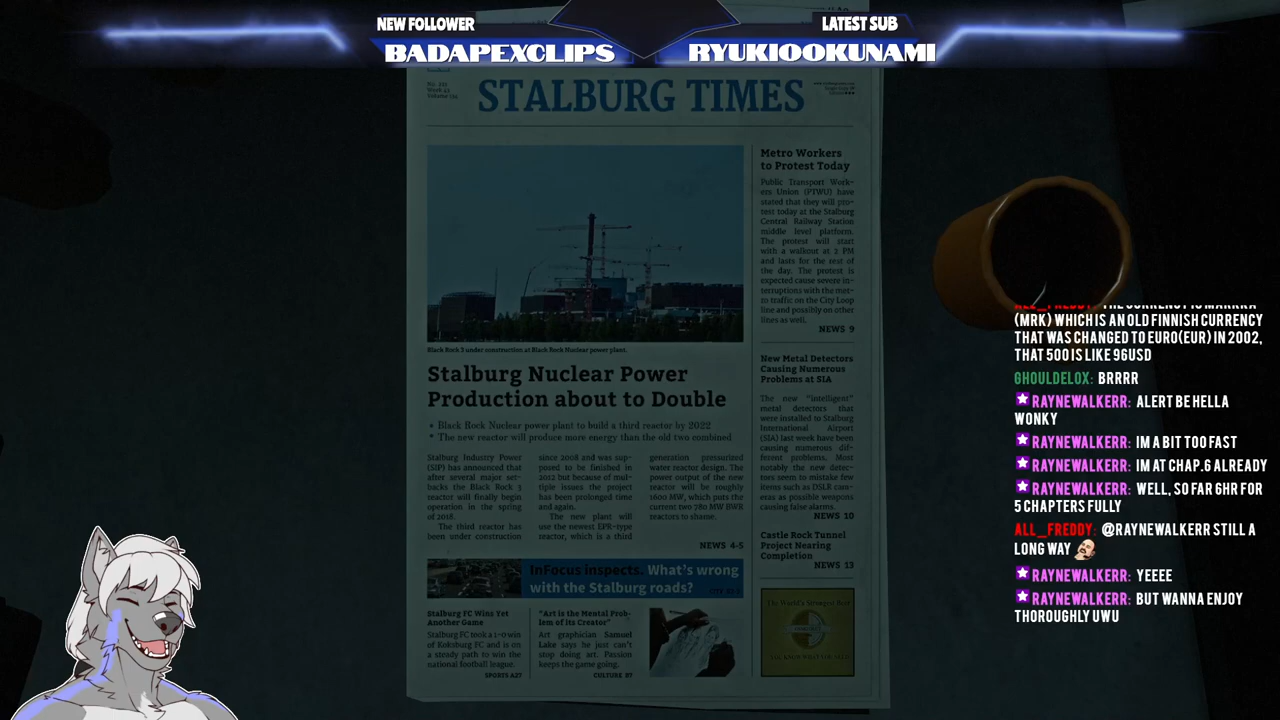 NEW FOLLOWER
BADAPEXCLIPS
LATEST SUB
RYUKIOOKUNAMI
STALBURG TIMES
Black Rock 3 under construction at Black Rock Nuclear power plant.
Stalburg Nuclear Power
Production about to Double
• Black Rock Nuclear power plant to build a third reactor by 2022
• The new reactor will produce more energy than the old two combined
Stalburg Industry Power
(SIP) has announced that
after several major set-
backs the Black Rock 3
reactor will finally begin
operation in the spring
of 2018.
The third reactor has
been under construction
since 2008 and was sup-
posed to be finished in
2012 but because of mul-
tiple issues the project
has been prolonged time
and again.
The new plant will
use the newest EPR-type
reactor, which is a third
generation pressurized
water reactor design. The
power output of the new
reactor will be roughly
1600 MW, which puts the
current two 780 MW BWR
reactors to shame.
NEWS 4-5
InFocus inspects. What's wrong
with the Stalburg roads?
Stalburg FC Wins Yet
Another Game
Stalburg FC took a 1-0 win
of Koksburg FC and is on
a steady path to win the
national football league.
SPORTS A27
"Art is the Mental Prob-
lem of its Creator"
Art graphician Samuel
Lake says he just can't
stop doing art. Passion
keeps the game going.
CULTURE B7
Metro Workers
to Protest Today
Public Transport Work-
ers Union (PTWU) have
stated that they will pro-
test today at the Stalburg
Central Railway Station
middle level platform.
The protest will start
with a walkout at 2 PM
and lasts for the rest of
the day. The protest is
expected cause severe in-
terruptions with the met-
ro traffic on the City Loop
line and possibly on other
lines as well.
NEWS 9
New Metal Detectors
Causing Numerous
Problems at SIA
The new "intelligent"
metal detectors that
were installed to Stalburg
International Airport
(SIA) last week have been
causing numerous dif-
ferent problems. Most
notably the new detec-
tors seem to mistake few
items such as DSLR cam-
eras as possible weapons
causing false alarms.
NEWS 10
Castle Rock Tunnel
Project Nearing
Completion
NEWS 13
The World's Strongest Beer
(MRK) WHICH IS AN OLD FINNISH CURRENCY
THAT WAS CHANGED TO EURO(EUR) IN 2002,
THAT 500 IS LIKE 96USD
GHOULDELOX: BRRRR
RAYNEWALKERR: ALERT BE HELLA
WONKY
RAYNEWALKERR: IM A BIT TOO FAST
RAYNEWALKERR: IM AT CHAP.6 ALREADY
RAYNEWALKERR: WELL, SO FAR 6HR FOR
5 CHAPTERS FULLY
ALL_FREDDY: @RAYNEWALKERR STILL A
LONG WAY
RAYNEWALKERR: YEEEE
RAYNEWALKERR: BUT WANNA ENJOY
THOROUGHLY UWU